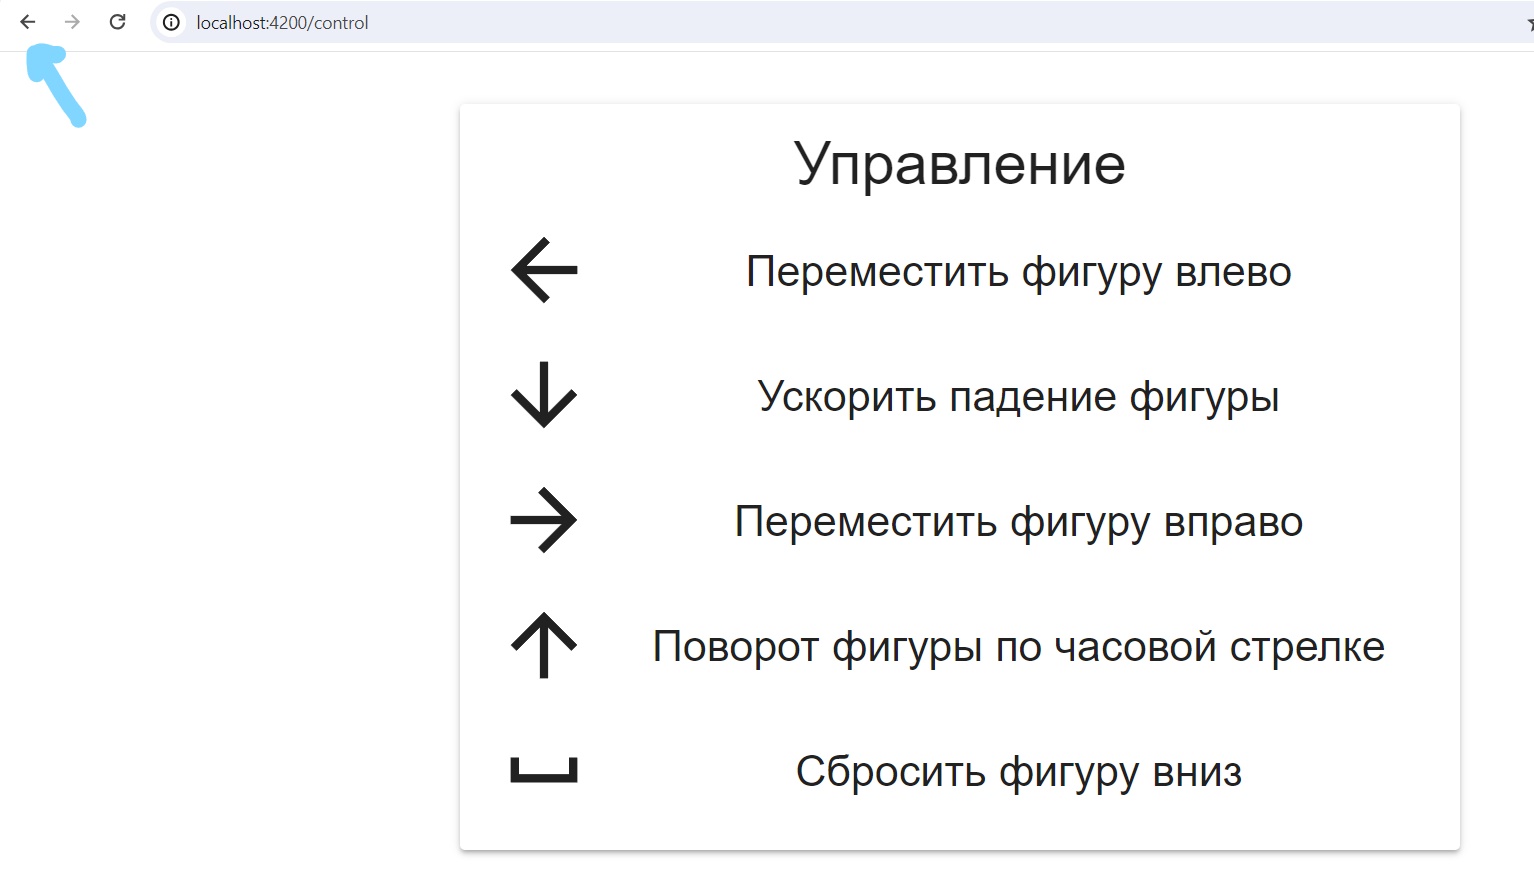 localhost:4200/control
Управление
Переместить фигуру влево
Ускорить падение фигуры
Переместить фигуру вправо
Поворот фигуры по часовой стрелке
Сбросить фигуру вниз